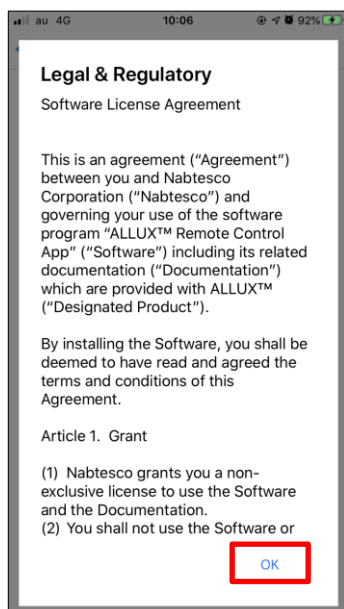 au 4G 10:06 92%
Legal & Regulatory
Software License Agreement
This is an agreement (“Agreement”)
between you and Nabtesco
Corporation (“Nabtesco”) and
governing your use of the software
program “ALLUX™ Remote Control
App” (“Software”) including its related
documentation (“Documentation”)
which are provided with ALLUX™
(“Designated Product”).
By installing the Software, you shall be
deemed to have read and agreed the
terms and conditions of this
Agreement.
Article 1.  Grant
(1)  Nabtesco grants you a non-
exclusive license to use the Software
and the Documentation.
(2)  You shall not use the Software or
OK